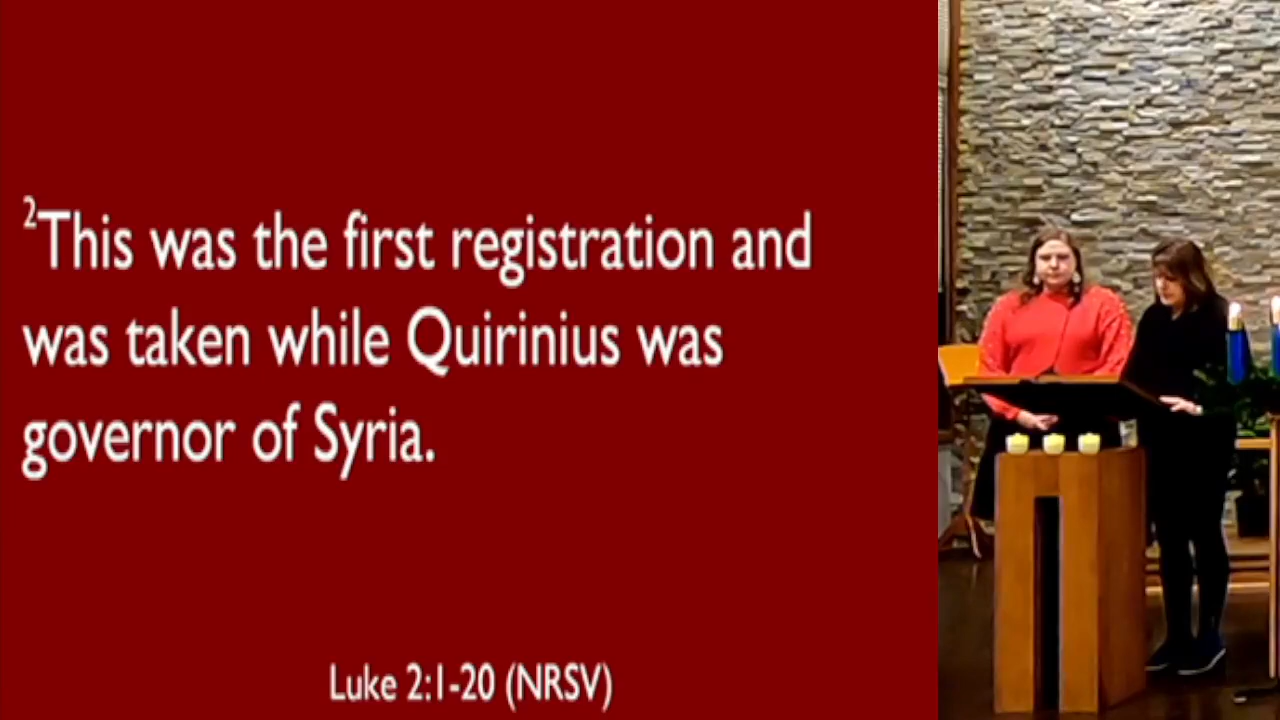 ²This was the first registration and
was taken while Quirinius was
governor of Syria.
Luke 2:1-20 (NRSV)